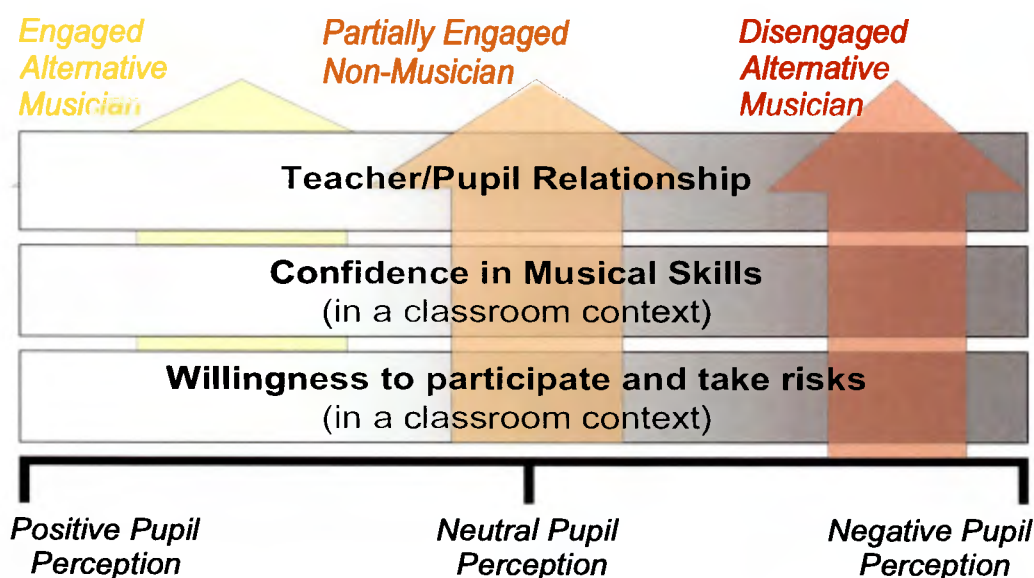 Engaged
Alternative
Musician
Partially Engaged
Non-Musician
Disengaged
Alternative
Musician
Teacher/Pupil Relationship
Confidence in Musical Skills
(in a classroom context)
Willingness to participate and take risks
(in a classroom context)
Positive Pupil
Perception
Neutral Pupil
Perception
Negative Pupil
Perception